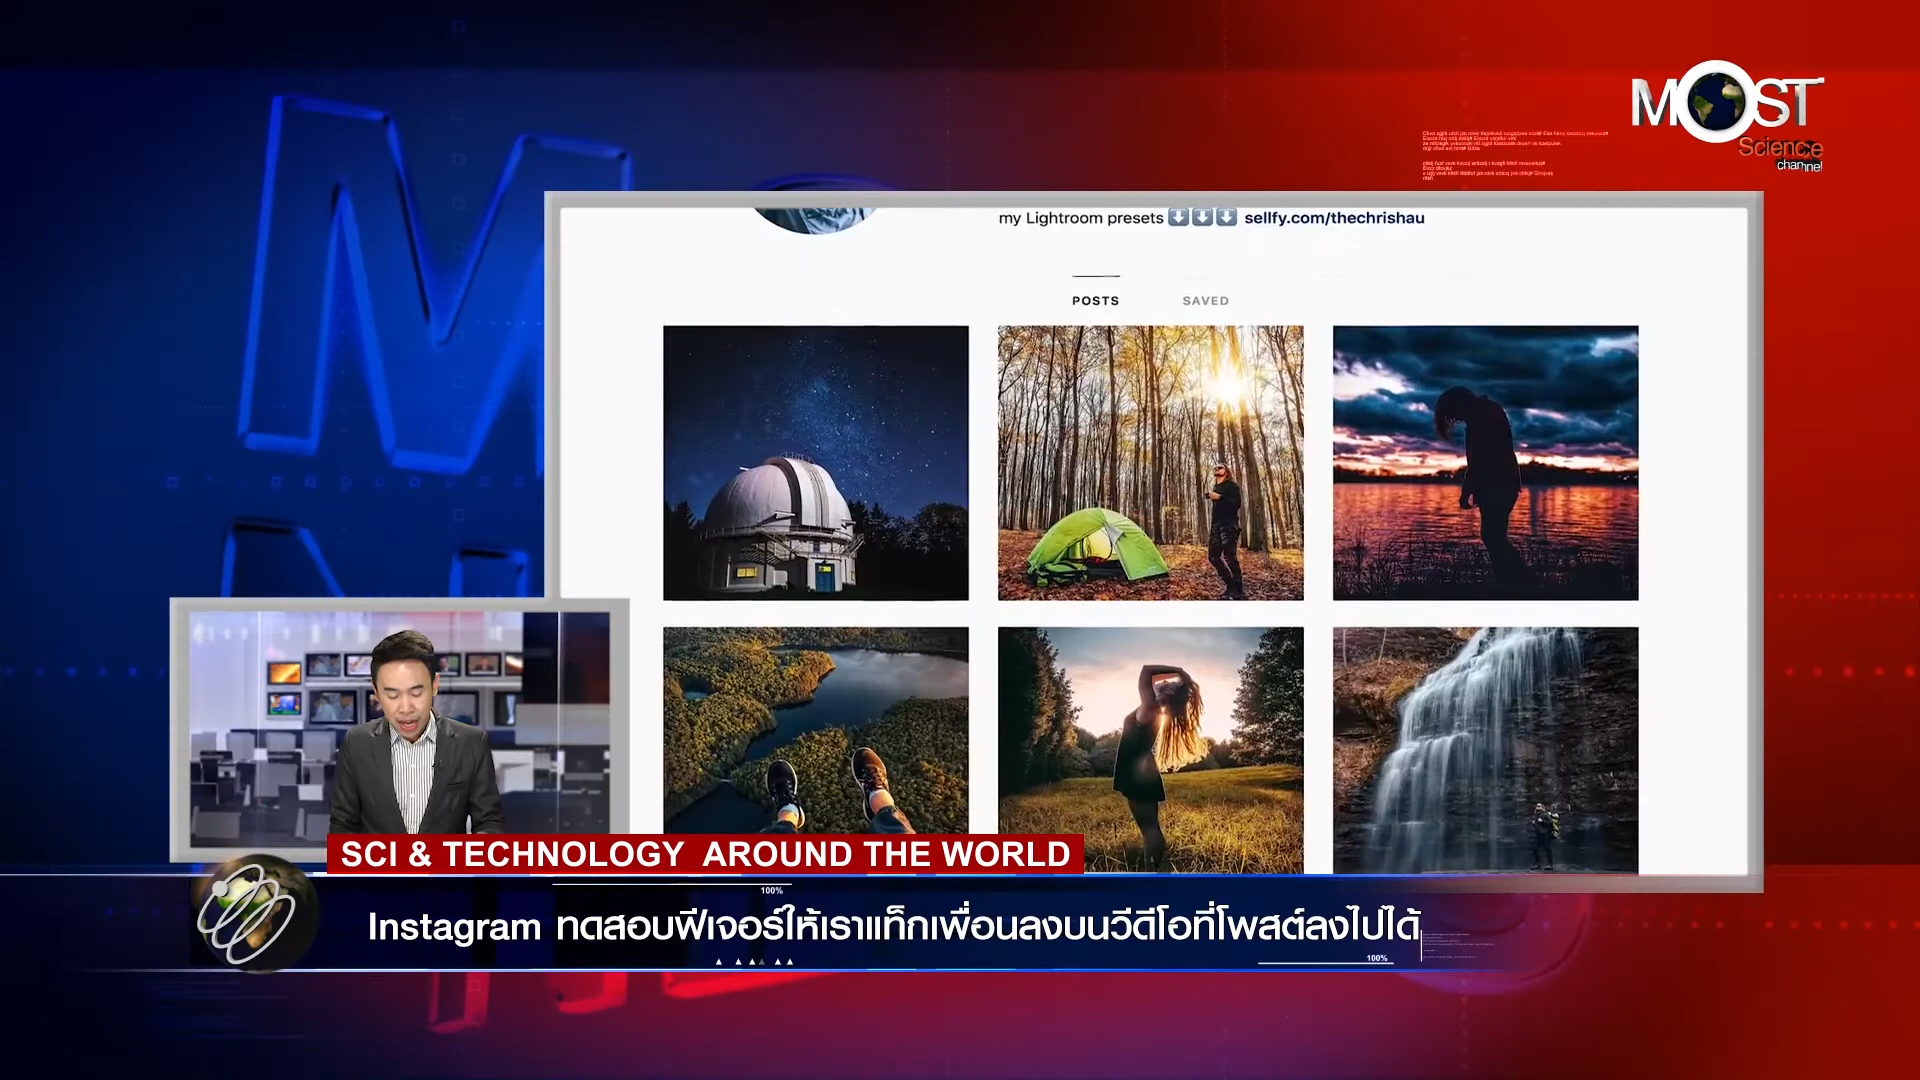 MOST
Science
channel
my Lightroom presets ⬇️⬇️⬇️ sellfy.com/thechrishau
POSTS SAVED
SCI & TECHNOLOGY AROUND THE WORLD
100%
Instagram ทดสอบฟีเจอร์ให้เราแท็กเพื่อนลงบนวีดีโอที่โพสต์ลงไปได้
100%